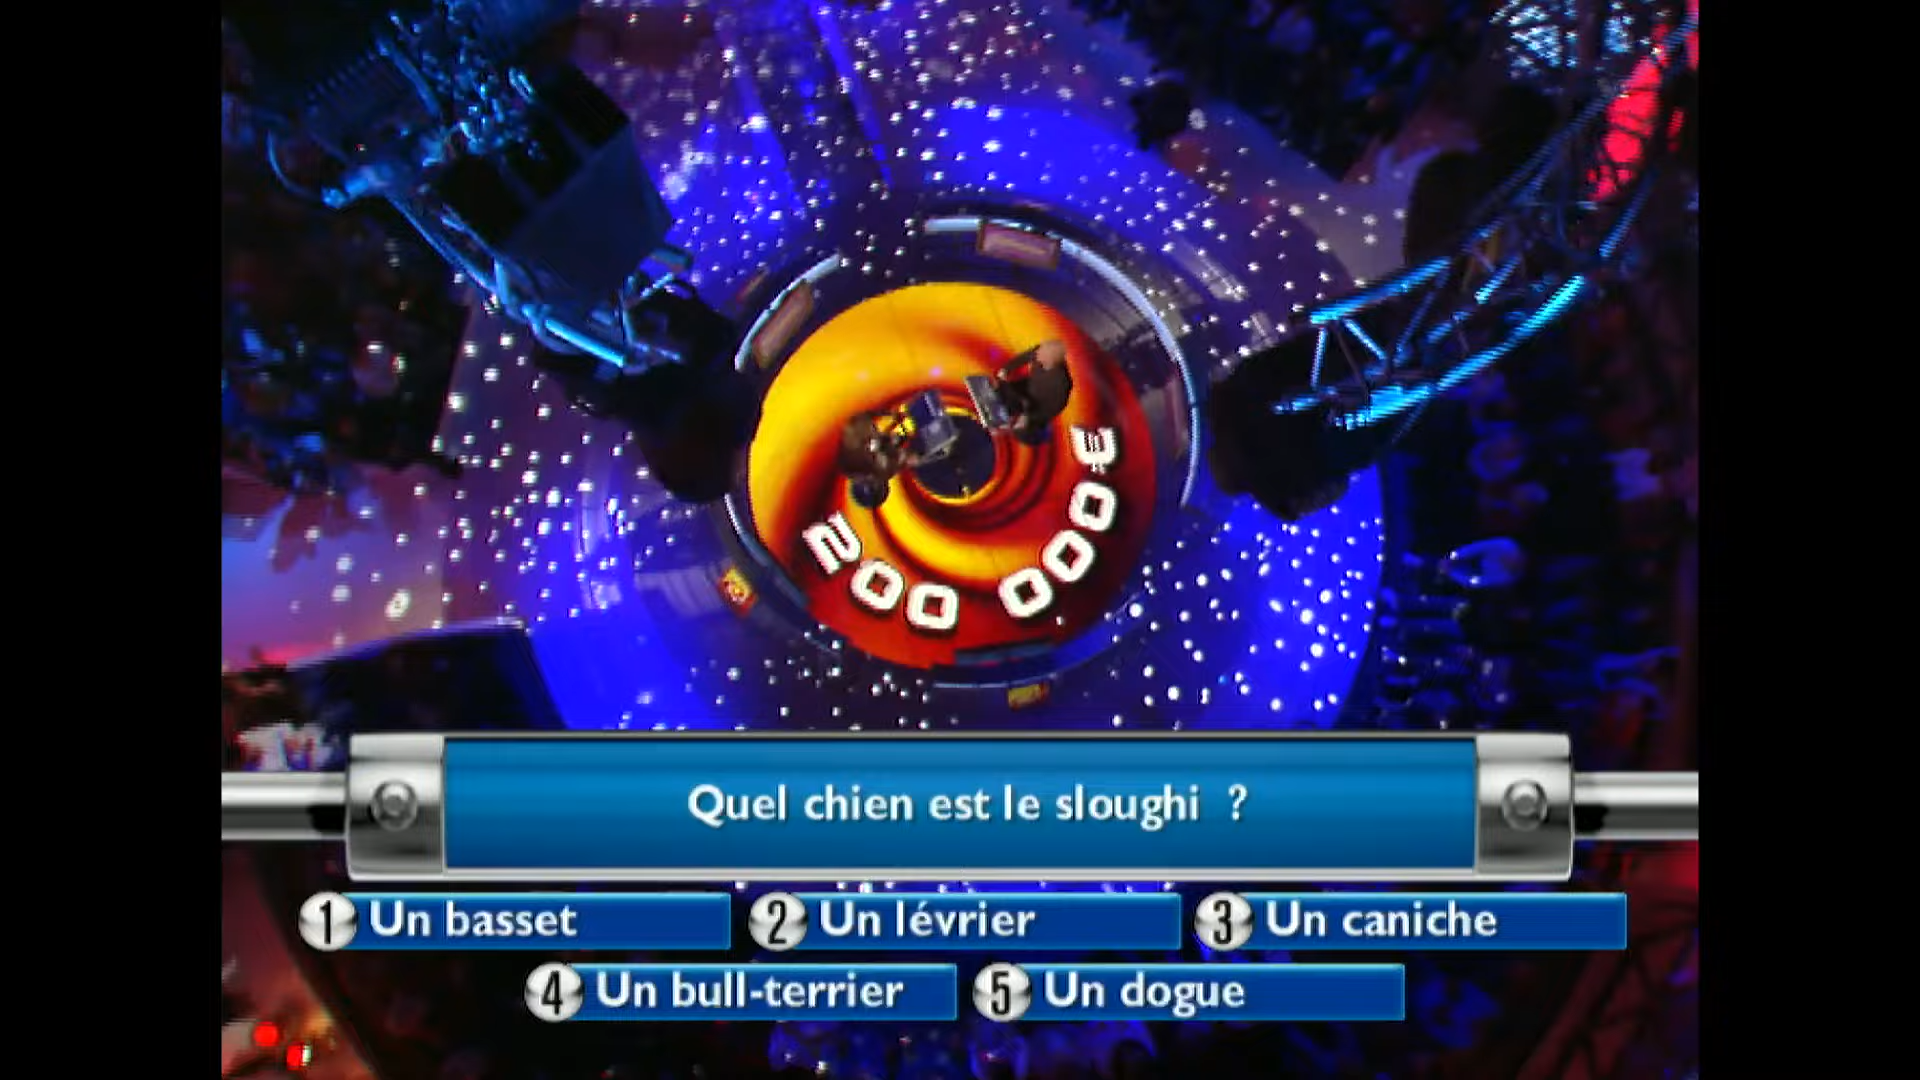 200 000 €
Quel chien est le sloughi ?
1 Un basset
2 Un lévrier
3 Un caniche
4 Un bull-terrier
5 Un dogue